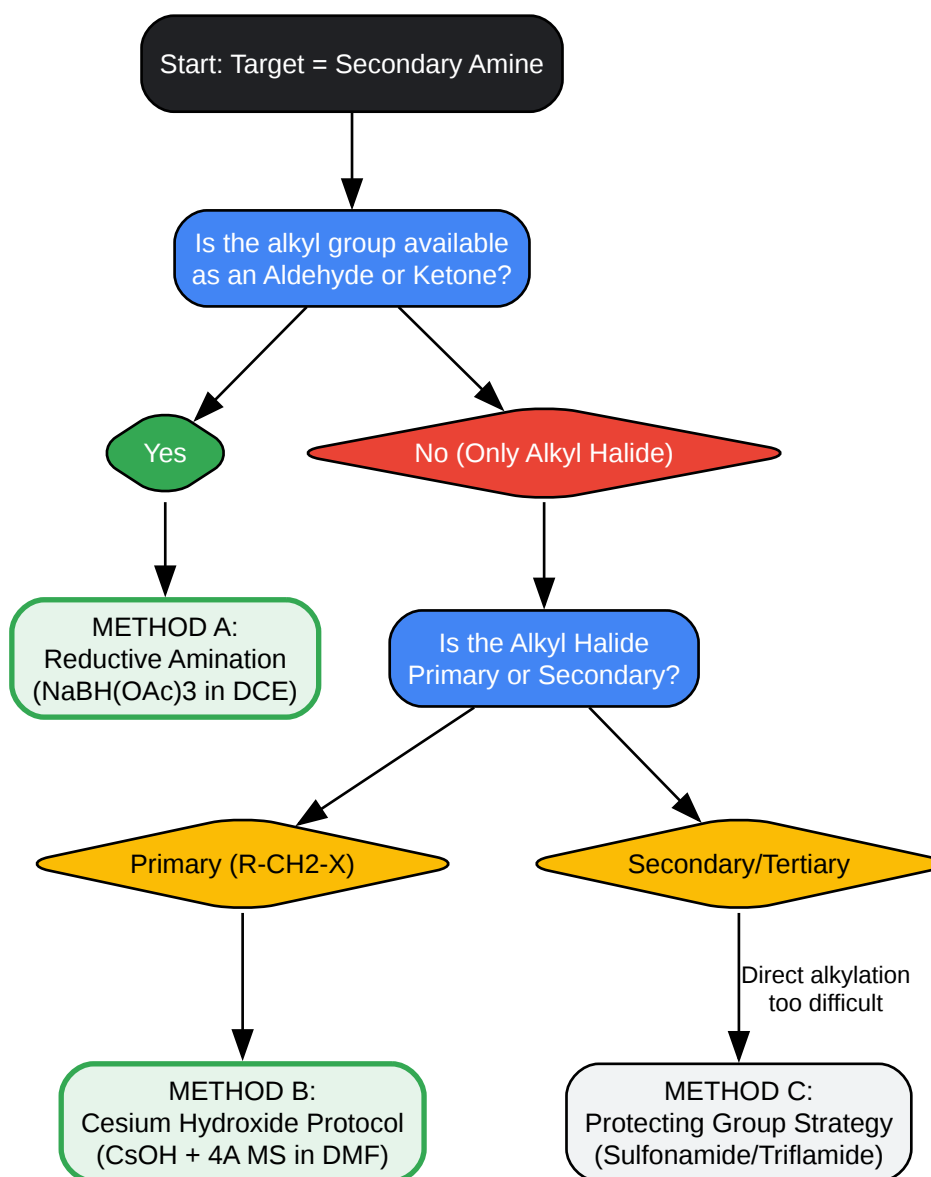 Start: Target = Secondary Amine
Is the alkyl group available
as an Aldehyde or Ketone?
Yes
No (Only Alkyl Halide)
METHOD A:
Reductive Amination
(NaBH(OAc)3 in DCE)
Is the Alkyl Halide
Primary or Secondary?
Primary (R-CH2-X)
Secondary/Tertiary
Direct alkylation
too difficult
METHOD B:
Cesium Hydroxide Protocol
(CsOH + 4A MS in DMF)
METHOD C:
Protecting Group Strategy
(Sulfonamide/Triflamide)